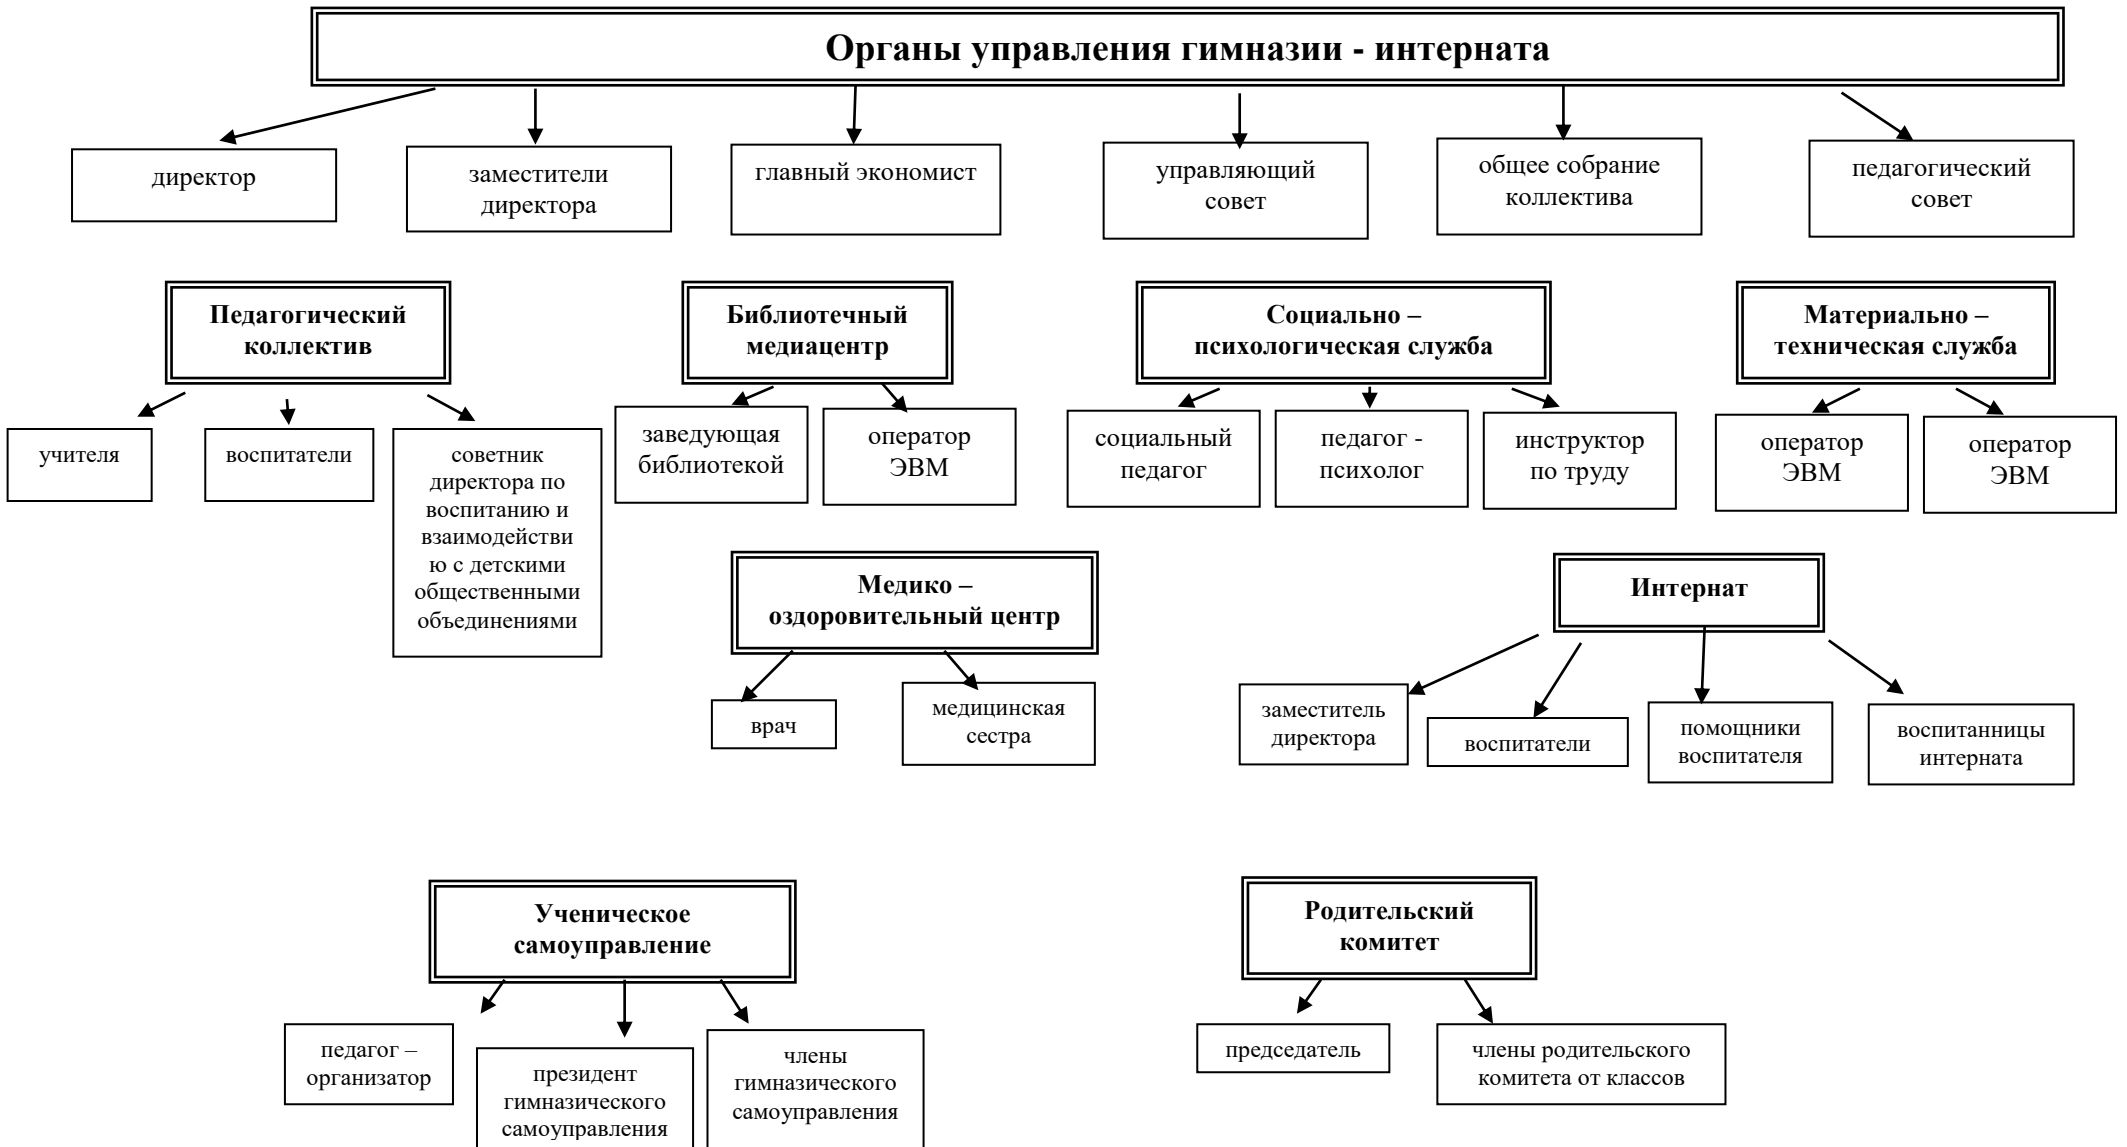 Органы управления гимназии - интерната
директор
заместители
директора
главный экономист
управляющий
совет
общее собрание
коллектива
педагогический
совет
Педагогический
коллектив
Библиотечный
медиацентр
Социально –
психологическая служба
Материально –
техническая служба
учителя
воспитатели
советник
директора по
воспитанию и
взаимодействи
ю с детскими
общественными
объединениями
заведующая
библиотекой
оператор
ЭВМ
социальный
педагог
педагог -
психолог
инструктор
по труду
оператор
ЭВМ
оператор
ЭВМ
Медико –
оздоровительный центр
Интернат
врач
медицинская
сестра
заместитель
директора
воспитатели
помощники
воспитателя
воспитанницы
интерната
Ученическое
самоуправление
Родительский
комитет
педагог –
организатор
президент
гимназического
самоуправления
члены
гимназического
самоуправления
председатель
члены родительского
комитета от классов